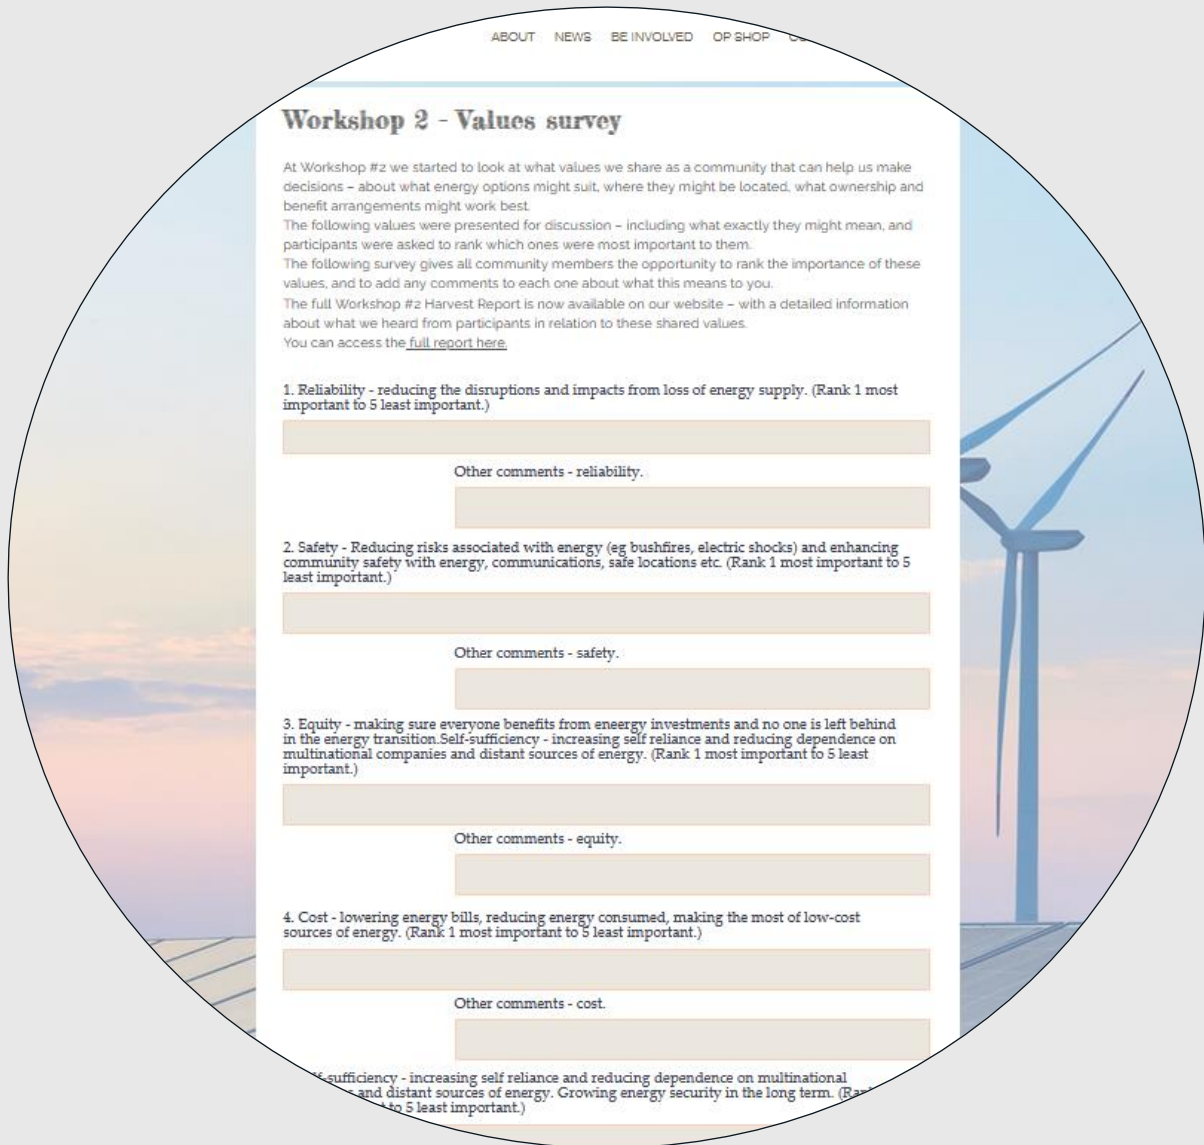 ABOUT NEWS BE INVOLVED OP SHOP
Workshop 2 - Values survey
At Workshop #2 we started to look at what values we share as a community that can help us make
decisions – about what energy options might suit, where they might be located, what ownership and
benefit arrangements might work best.
The following values were presented for discussion – including what exactly they might mean, and
participants were asked to rank which ones were most important to them.
The following survey gives all community members the opportunity to rank the importance of these
values, and to add any comments to each one about what this means to you.
The full Workshop #2 Harvest Report is now available on our website – with a detailed information
about what we heard from participants in relation to these shared values.
You can access the full report here.
1. Reliability - reducing the disruptions and impacts from loss of energy supply. (Rank 1 most
important to 5 least important.)
Other comments - reliability.
2. Safety - Reducing risks associated with energy (eg bushfires, electric shocks) and enhancing
community safety with energy, communications, safe locations etc. (Rank 1 most important to 5
least important.)
Other comments - safety.
3. Equity - making sure everyone benefits from eneergy investments and no one is left behind
in the energy transition.Self-sufficiency - increasing self reliance and reducing dependence on
multinational companies and distant sources of energy. (Rank 1 most important to 5 least
important.)
Other comments - equity.
4. Cost - lowering energy bills, reducing energy consumed, making the most of low-cost
sources of energy. (Rank 1 most important to 5 least important.)
Other comments - cost.
-sufficiency - increasing self reliance and reducing dependence on multinational
and distant sources of energy. Growing energy security in the long term.
to 5 least important.)